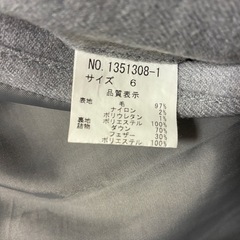 NO.1351308-1
サイズ 6
品質表示
表地 毛 97%
ナイロン 2%
ポリウレタン 1%
裏地 ポリエステル 100%
詰物 ダウン 70%
フェザー 30%
ポリエステル 100%